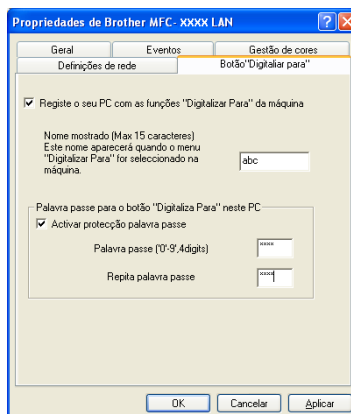 Propriedades de Brother MFC- XXXX LAN
Geral Eventos Gestão de cores
Definições de rede Botão"Digitaliar para"
Registe o seu PC com as funções "Digitalizar Para" da máquina
Nome mostrado (Max 15 caracteres)
Este nome aparecerá quando o menu
"Digitalizar Para" for seleccionado na
máquina.
abc
Palavra passe para o botão "Digitaliza Para" neste PC
Activar protecção palavra passe
Palavra passe ('0'-'9',4digits) xxxx
Repita palavra passe xxxx
OK Cancelar Aplicar